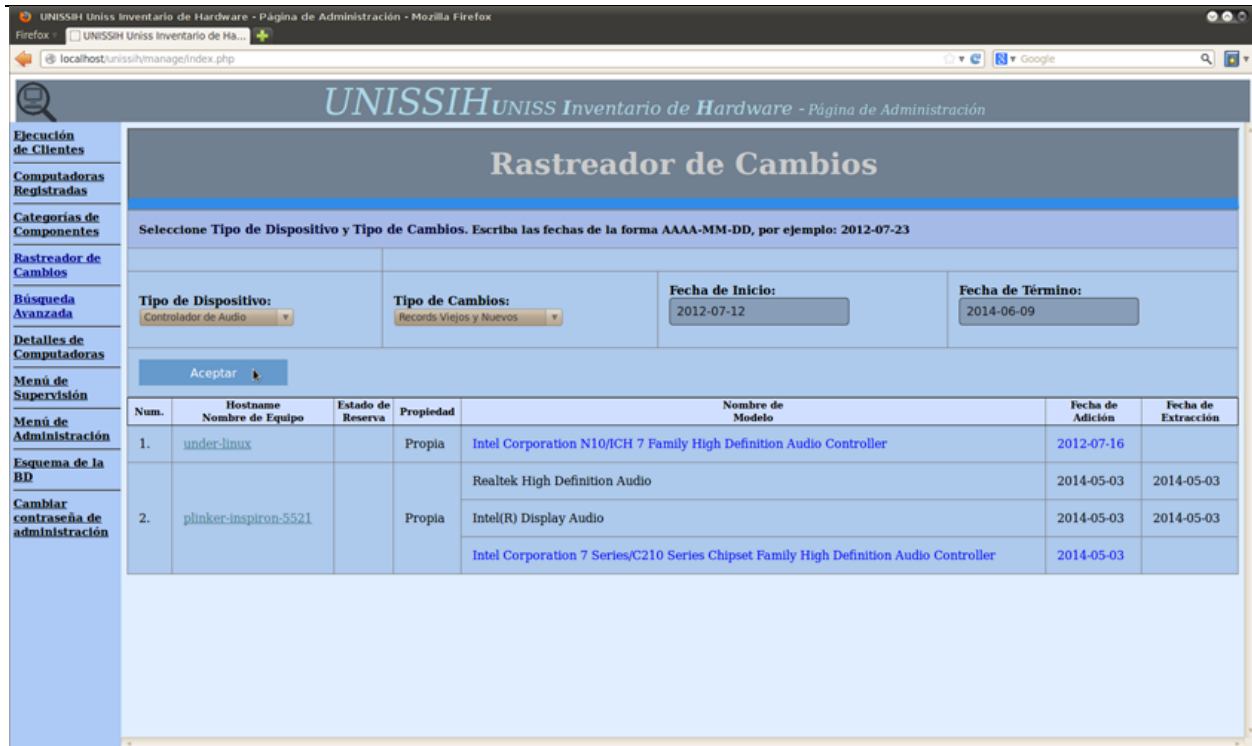 UNISSIH Uniss Inventario de Hardware - Página de Administración - Mozilla Firefox
Firefox
UNISSIH Uniss Inventario de Ha...
localhost/unissih/manage/index.php
Google
UNISSIH UNISS Inventario de Hardware - Página de Administración
Ejecución
de Clientes
Computadoras
Registradas
Categorías de
Componentes
Rastreador de
Cambios
Búsqueda
Avanzada
Detalles de
Computadoras
Menú de
Supervisión
Menú de
Administración
Esquema de la
BD
Cambiar
contraseña de
administración
Rastreador de Cambios
Seleccione Tipo de Dispositivo y Tipo de Cambios. Escriba las fechas de la forma AAAA-MM-DD, por ejemplo: 2012-07-23
Tipo de Dispositivo:
Controlador de Audio
Tipo de Cambios:
Records Viejos y Nuevos
Fecha de Inicio:
2012-07-12
Fecha de Término:
2014-06-09
Aceptar
Num.
Hostname
Nombre de Equipo
Estado de
Reserva
Propiedad
Nombre de
Modelo
Fecha de
Adición
Fecha de
Extracción
1. under-linux Propia Intel Corporation N10/ICH 7 Family High Definition Audio Controller 2012-07-16
Realtek High Definition Audio 2014-05-03 2014-05-03
2. plinker-inspiron-5521 Propia Intel(R) Display Audio 2014-05-03 2014-05-03
Intel Corporation 7 Series/C210 Series Chipset Family High Definition Audio Controller 2014-05-03